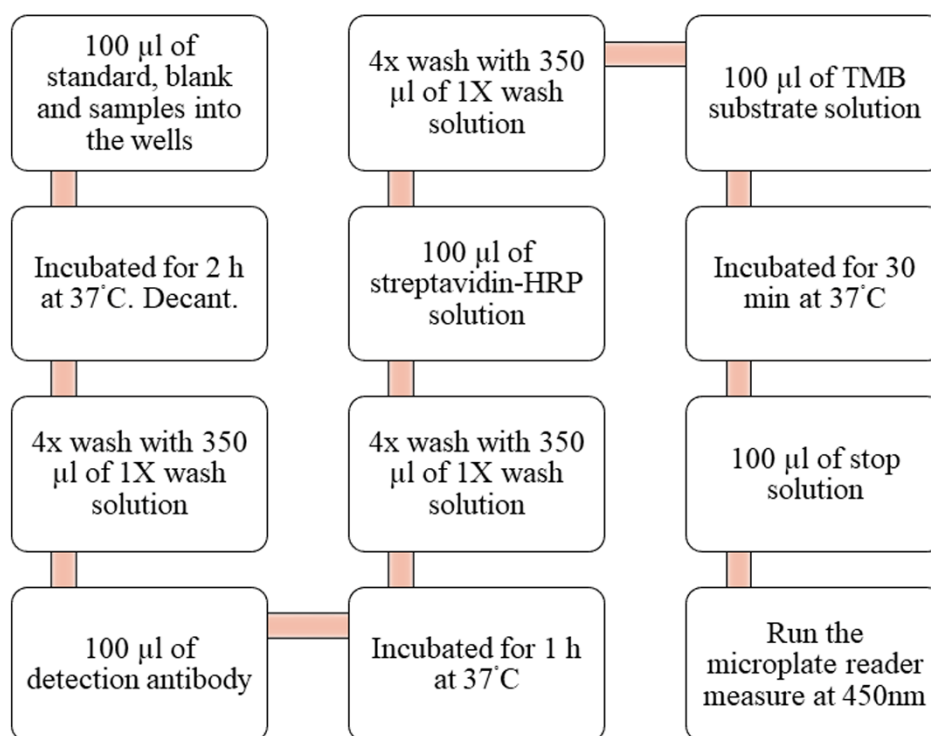 100 µl of
standard, blank
and samples into
the wells
Incubated for 2 h
at 37°C. Decant.
4x wash with 350
µl of 1X wash
solution
100 µl of
detection antibody
Incubated for 1 h
at 37°C
4x wash with 350
µl of 1X wash
solution
100 µl of
streptavidin-HRP
solution
4x wash with 350
µl of 1X wash
solution
100 µl of TMB
substrate solution
Incubated for 30
min at 37°C
100 µl of stop
solution
Run the
microplate reader
measure at 450nm